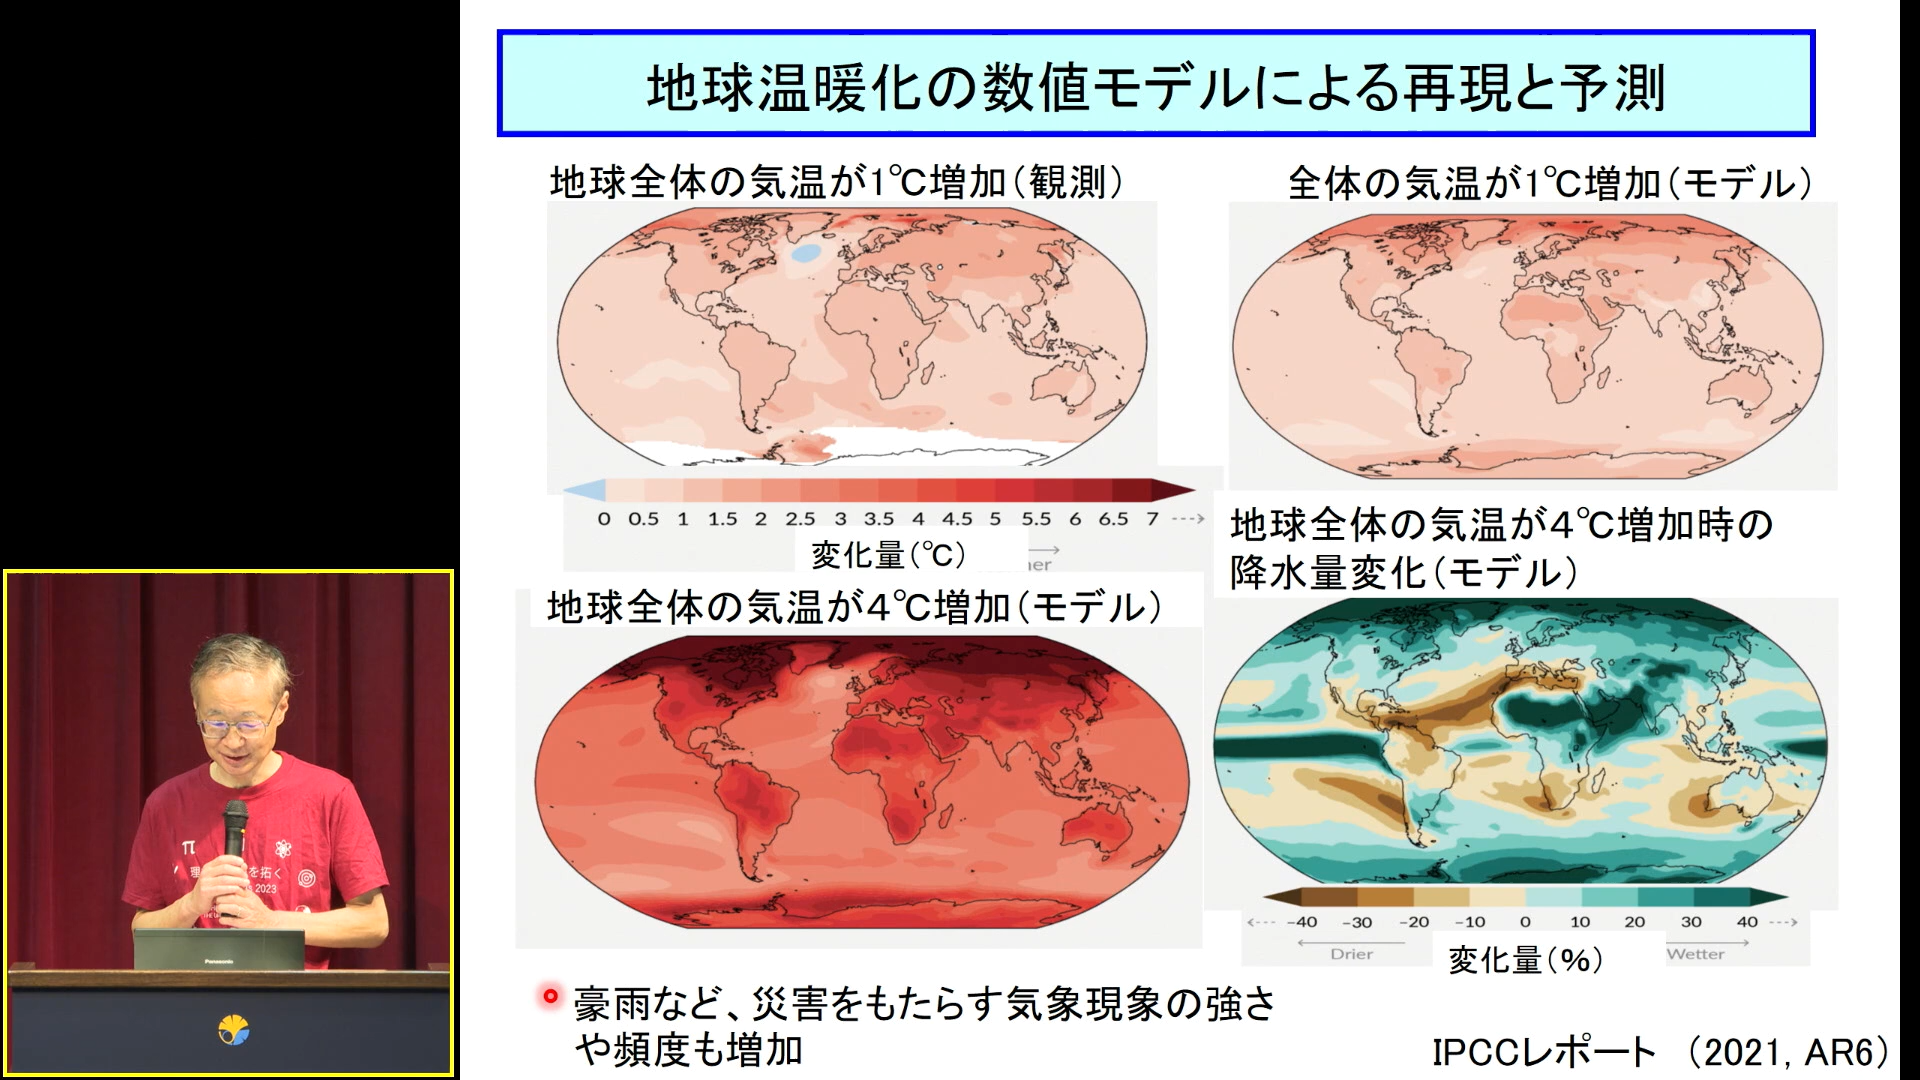 地球温暖化の数値モデルによる再現と予測
地球全体の気温が1℃増加(観測)
全体の気温が1℃増加(モデル)
0 0.5 1 1.5 2 2.5 3 3.5 4 4.5 5 5.5 6 6.5 7
変化量(℃)
地球全体の気温が4℃増加時の
降水量変化(モデル)
地球全体の気温が4℃増加(モデル)
-40 -30 -20 -10 0 10 20 30 40
Drier
変化量(%)
Wetter
豪雨など、災害をもたらす気象現象の強さ
や頻度も増加
IPCCレポート (2021, AR6)
π
理
を拓く
2023
Panasonic